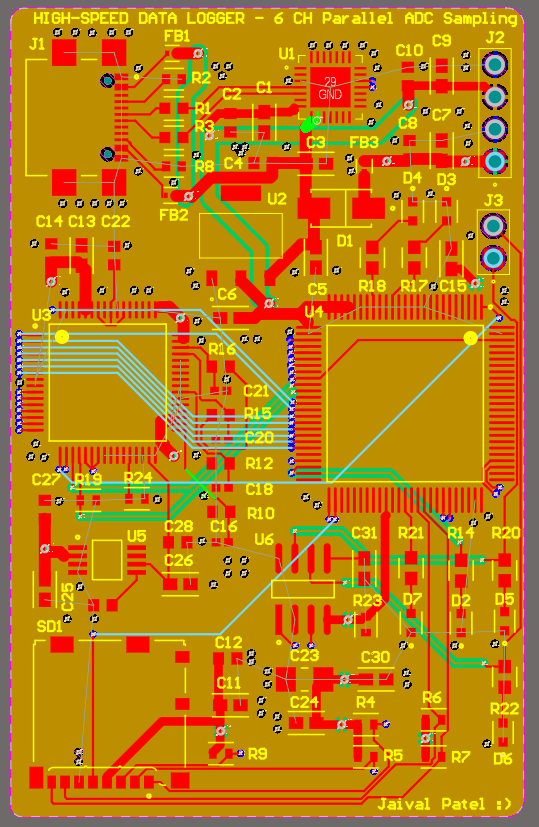 HIGH-SPEED DATA LOGGER - 6 CH Parallel ADC Sampling
J1 FB1 U1 C10 C9 J2
R2
29
GND
C2 C1
R1
R3 C8 C7
C3 FB3
R8 C4
D4 D3
FB2 U2 J3
C14 C13 C22 D1
C6 C5 R18 R17 C15
U3 U4
R16
C21
R15
C20
R12
C27 R19 R24 C18
R10
C28 C16
U5 U6 C31 R21 R14 R20
C26
C25 R23 D7 D2 D5
SD1
C12 C23 C30
C11 C24 R4 R6 R22
R9 R5 R7 D6
Jaival Patel :)